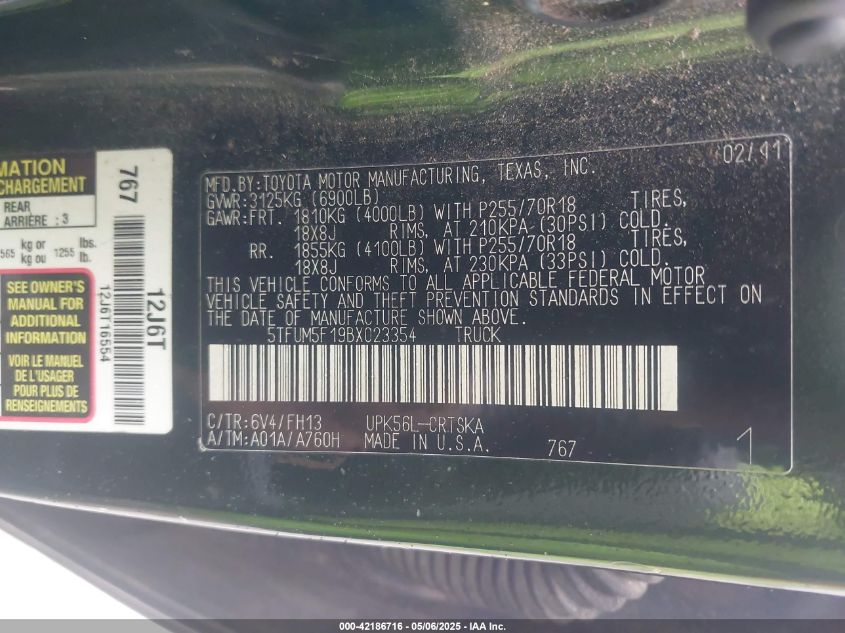 MATION
CHARGEMENT
REAR
ARRIÈRE : 3
565 kg or kg ou 1255 lbs. lb.
SEE OWNER'S
MANUAL FOR
ADDITIONAL
INFORMATION
VOIR LE MANUEL
DE L'USAGER
POUR PLUS DE
RENSEIGNEMENTS
767
12J6T
12J6T16554
02/11
MFD.BY:TOYOTA MOTOR MANUFACTURING, TEXAS, INC.
GVWR:3125KG (6900LB)
GAWR:FRT. 1810KG (4000LB) WITH P255/70R18 TIRES,
18X8J RIMS, AT 210KPA (30PSI) COLD.
RR. 1855KG (4100LB) WITH P255/70R18 TIRES,
18X8J RIMS, AT 230KPA (33PSI) COLD.
THIS VEHICLE CONFORMS TO ALL APPLICABLE FEDERAL MOTOR
VEHICLE SAFETY AND THEFT PREVENTION STANDARDS IN EFFECT ON
THE DATE OF MANUFACTURE SHOWN ABOVE.
5TFUM5F19BX023354 TRUCK
C/TR:6V4/FH13 UPK56L-CRTSKA
A/TM:A01A/A760H MADE IN U.S.A. 767 1
000-42186716 - 05/06/2025 - IAA Inc.